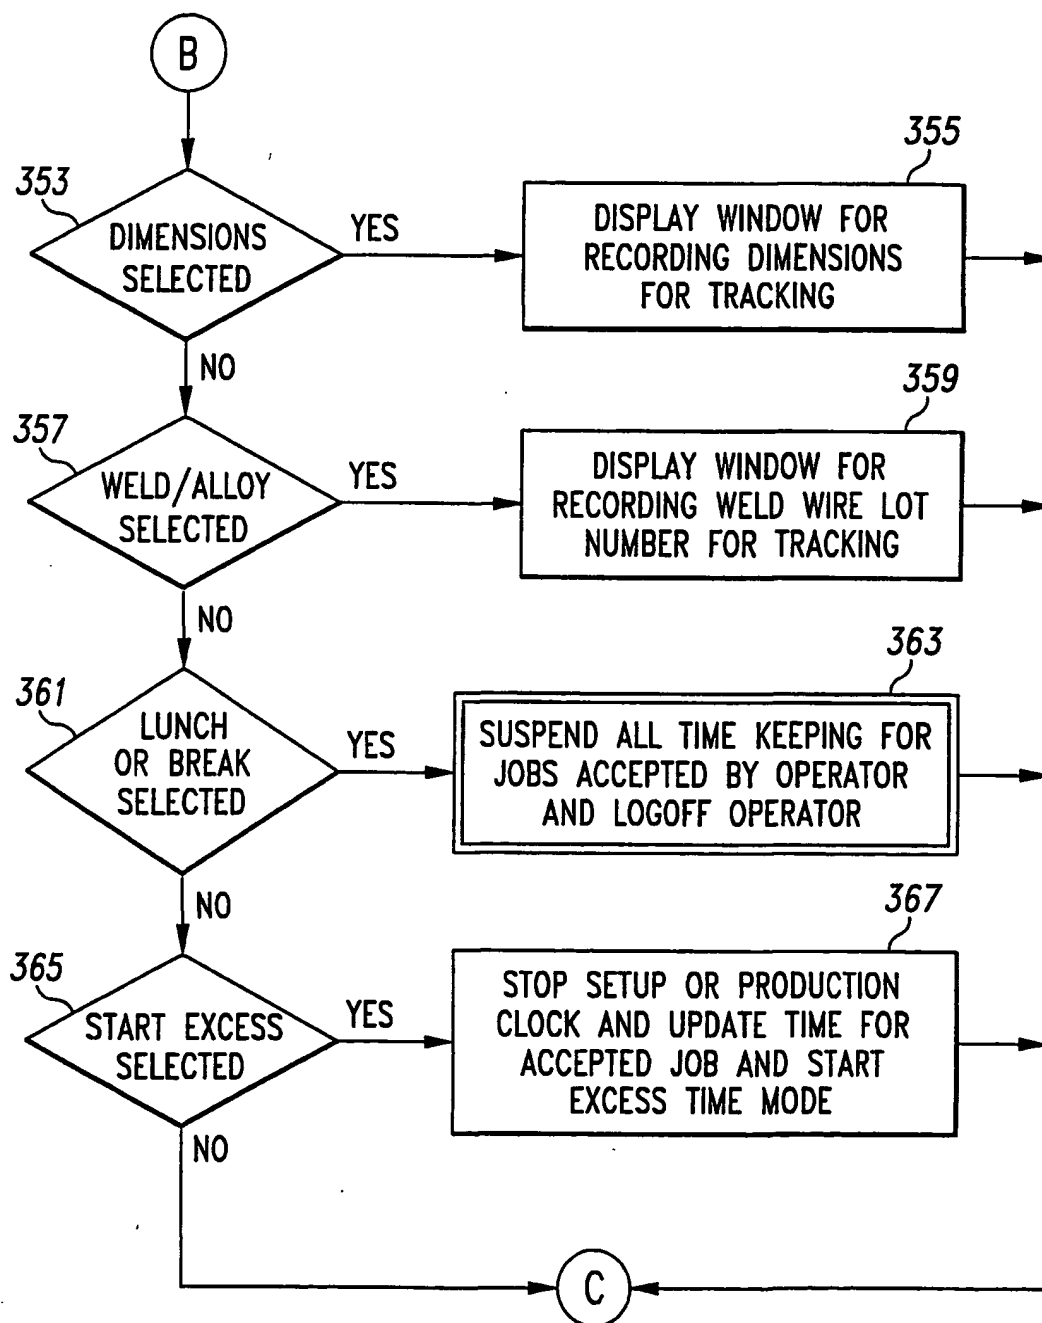 B
353
DIMENSIONS
SELECTED
YES
355
DISPLAY WINDOW FOR
RECORDING DIMENSIONS
FOR TRACKING
NO
357
WELD/ALLOY
SELECTED
YES
359
DISPLAY WINDOW FOR
RECORDING WELD WIRE LOT
NUMBER FOR TRACKING
NO
361
LUNCH
OR BREAK
SELECTED
YES
363
SUSPEND ALL TIME KEEPING FOR
JOBS ACCEPTED BY OPERATOR
AND LOGOFF OPERATOR
NO
365
START EXCESS
SELECTED
YES
367
STOP SETUP OR PRODUCTION
CLOCK AND UPDATE TIME FOR
ACCEPTED JOB AND START
EXCESS TIME MODE
NO
C